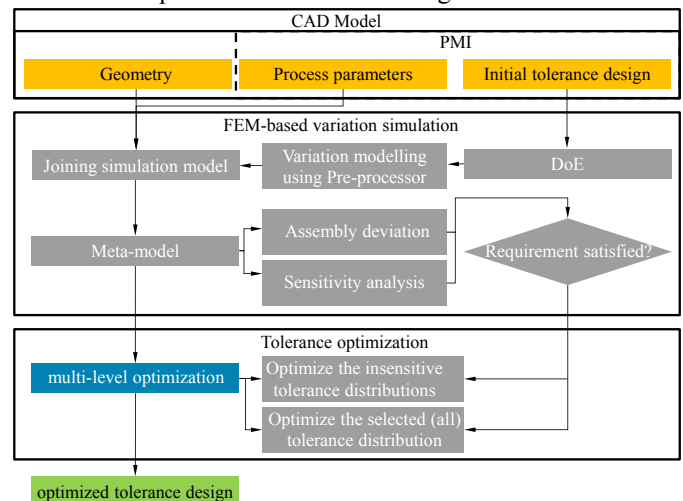 CAD Model
PMI
Geometry
Process parameters
Initial tolerance design
FEM-based variation simulation
Joining simulation model
Variation modelling
using Pre-processor
DoE
Meta-model
Assembly deviation
Sensitivity analysis
Requirement satisfied?
Tolerance optimization
multi-level optimization
Optimize the insensitive
tolerance distributions
Optimize the selected (all)
tolerance distribution
optimized tolerance design